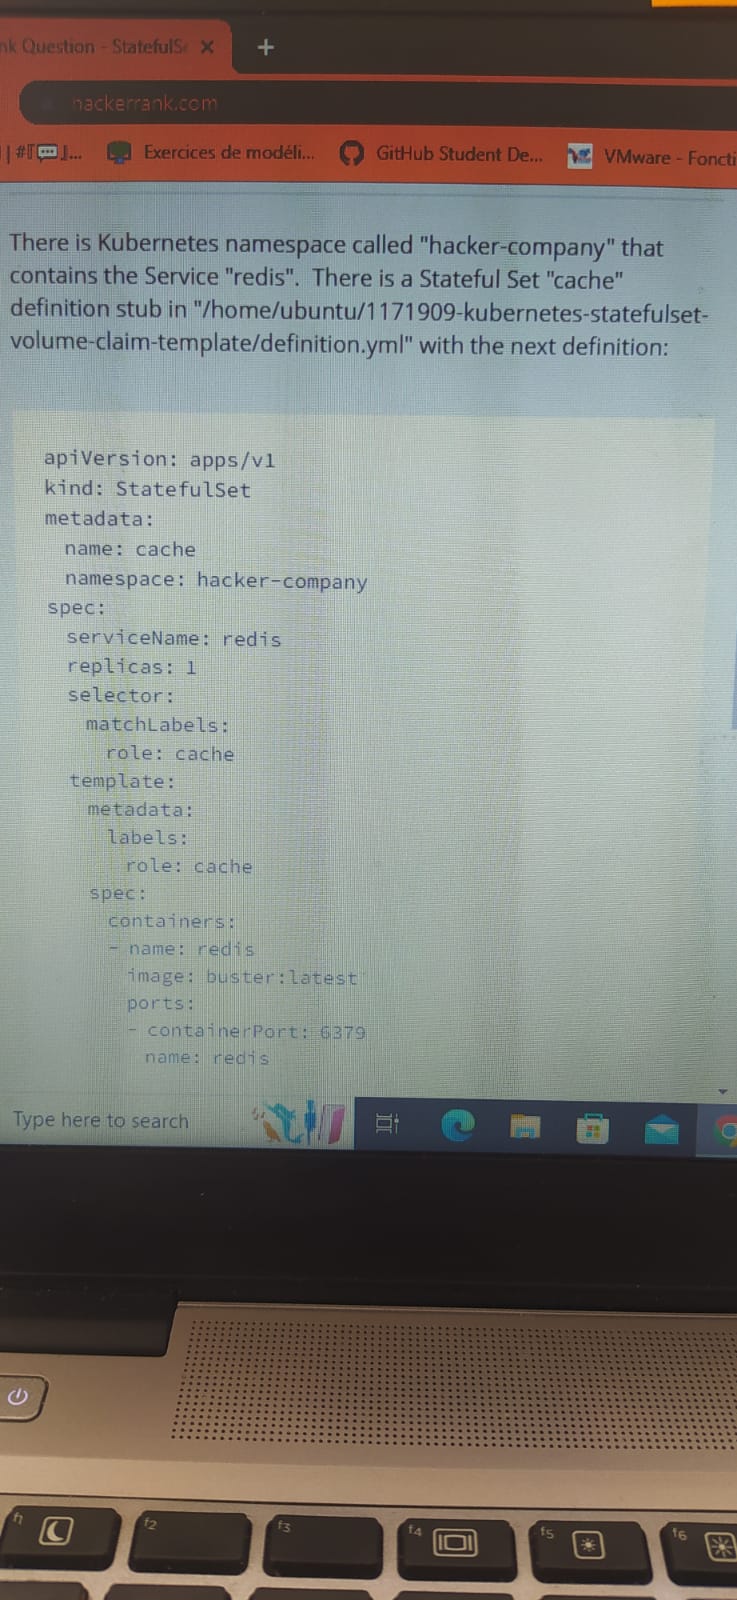 nk Question - StatefulSe
hackerrank.com
Exercices de modéli...
GitHub Student De...
VMware - Foncti
There is Kubernetes namespace called "hacker-company" that
contains the Service "redis".  There is a Stateful Set "cache"
definition stub in "/home/ubuntu/1171909-kubernetes-statefulset-
volume-claim-template/definition.yml" with the next definition:
apiVersion: apps/v1
kind: StatefulSet
metadata:
  name: cache
  namespace: hacker-company
spec:
  serviceName: redis
  replicas: 1
  selector:
    matchLabels:
      role: cache
  template:
    metadata:
      labels:
        role: cache
    spec:
      containers:
      - name: redis
        image: buster:latest
        ports:
        - containerPort: 6379
          name: redis
Type here to search
f1
f2
f3
f4
f5
f6